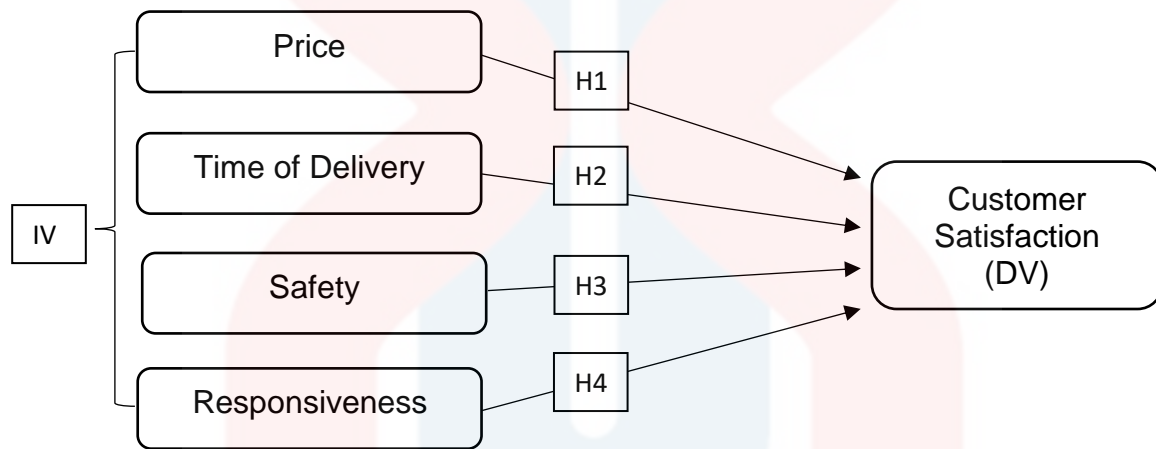 Price
H1
Time of Delivery
H2
IV
Customer
Satisfaction
(DV)
Safety
H3
Responsiveness
H4